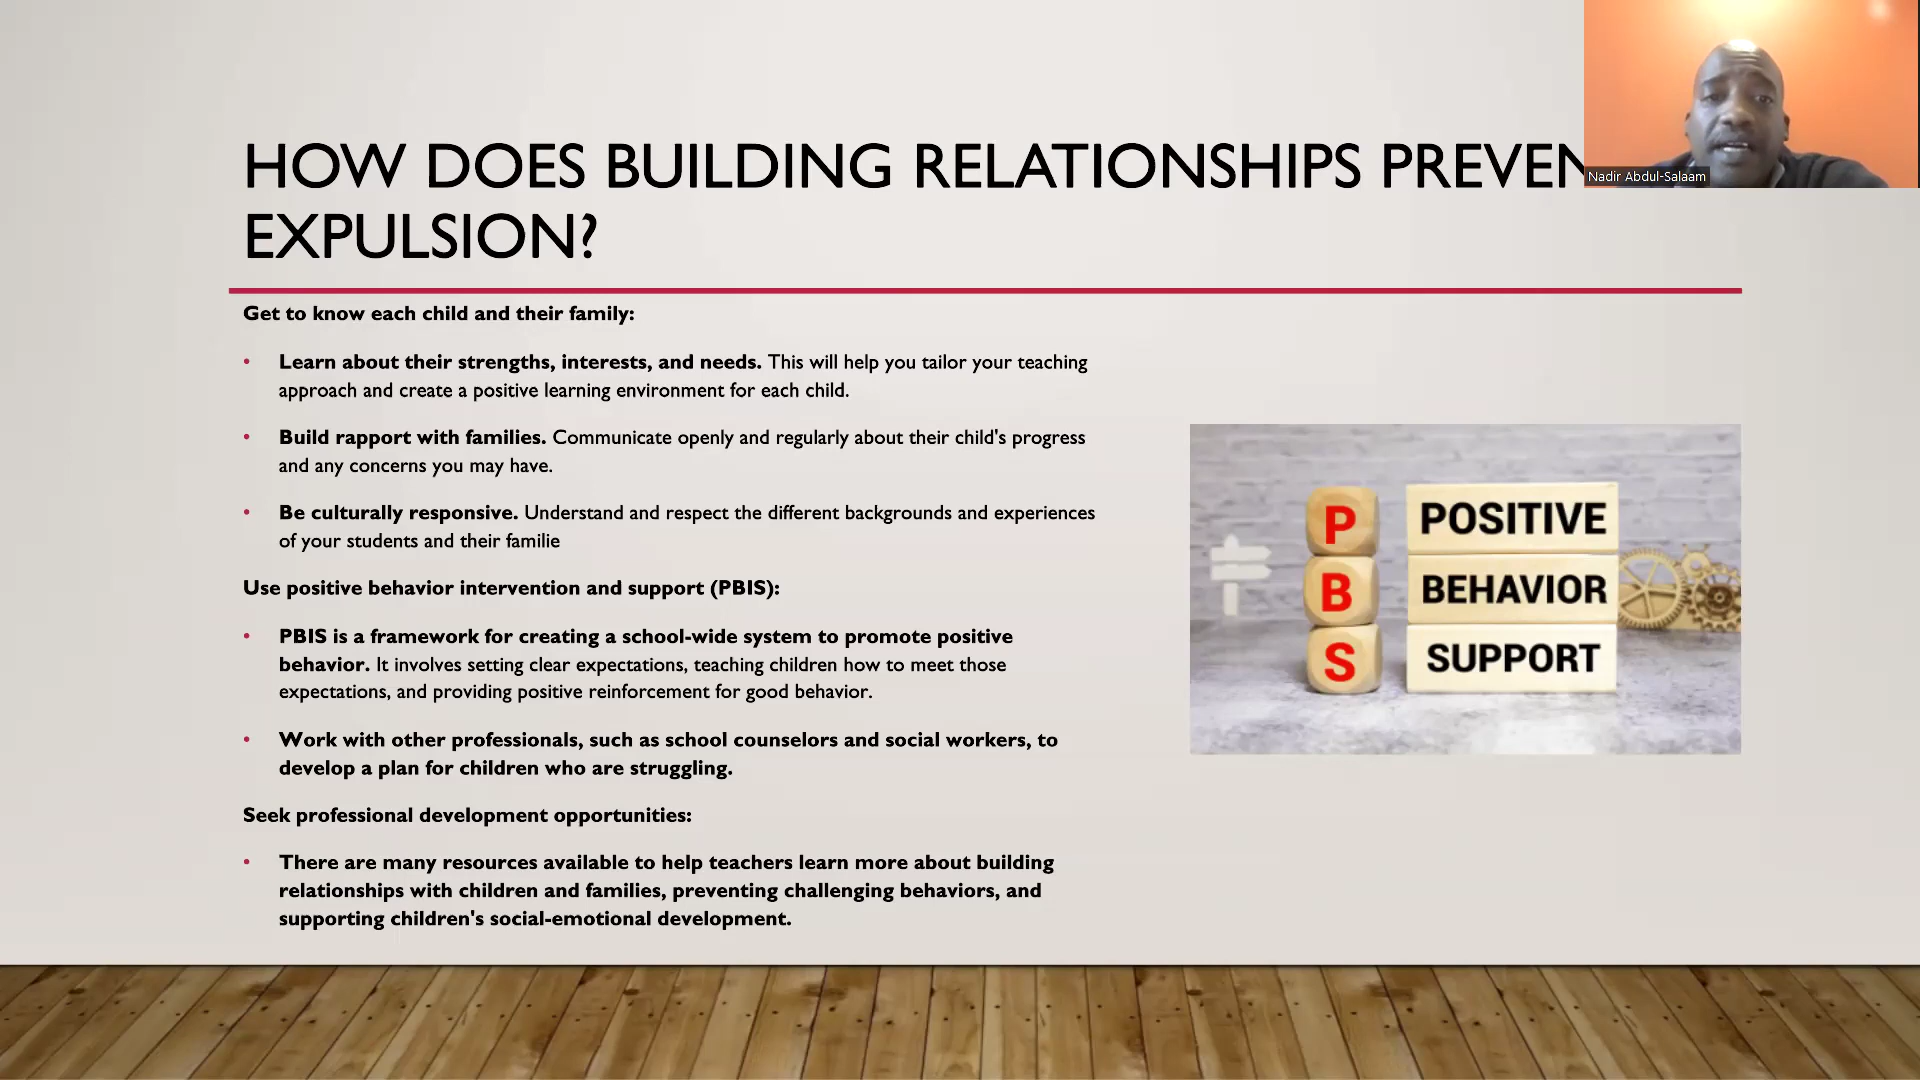 HOW DOES BUILDING RELATIONSHIPS PREVEN
EXPULSION?
Nadir Abdul-Salaam
Get to know each child and their family:
• Learn about their strengths, interests, and needs. This will help you tailor your teaching
approach and create a positive learning environment for each child.
• Build rapport with families. Communicate openly and regularly about their child's progress
and any concerns you may have.
• Be culturally responsive. Understand and respect the different backgrounds and experiences
of your students and their familie
Use positive behavior intervention and support (PBIS):
• PBIS is a framework for creating a school-wide system to promote positive
behavior. It involves setting clear expectations, teaching children how to meet those
expectations, and providing positive reinforcement for good behavior.
• Work with other professionals, such as school counselors and social workers, to
develop a plan for children who are struggling.
Seek professional development opportunities:
• There are many resources available to help teachers learn more about building
relationships with children and families, preventing challenging behaviors, and
supporting children's social-emotional development.
P POSITIVE
B BEHAVIOR
S SUPPORT